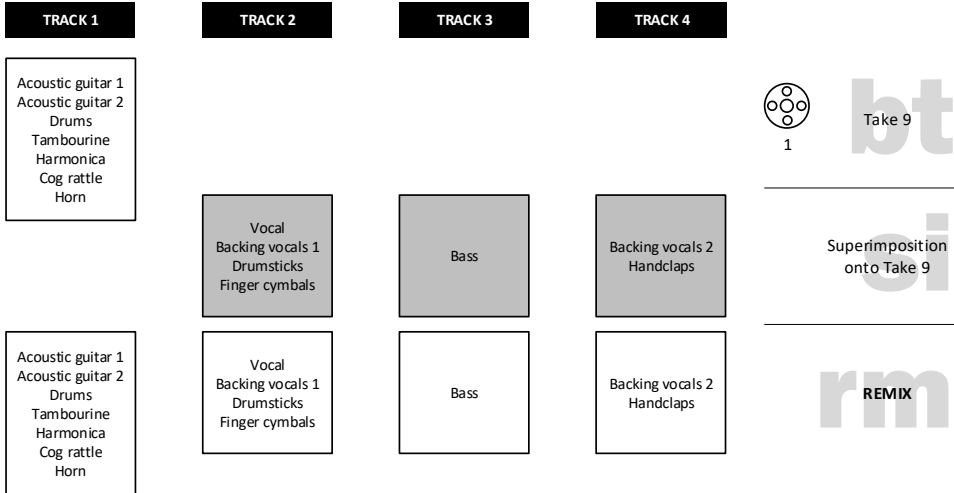 TRACK 1
TRACK 2
TRACK 3
TRACK 4
Acoustic guitar 1
Acoustic guitar 2
Drums
Tambourine
Harmonica
Cog rattle
Horn
1
bt
Take 9
Vocal
Backing vocals 1
Drumsticks
Finger cymbals
Bass
Backing vocals 2
Handclaps
si
Superimposition
onto Take 9
Acoustic guitar 1
Acoustic guitar 2
Drums
Tambourine
Harmonica
Cog rattle
Horn
Vocal
Backing vocals 1
Drumsticks
Finger cymbals
Bass
Backing vocals 2
Handclaps
rm
REMIX